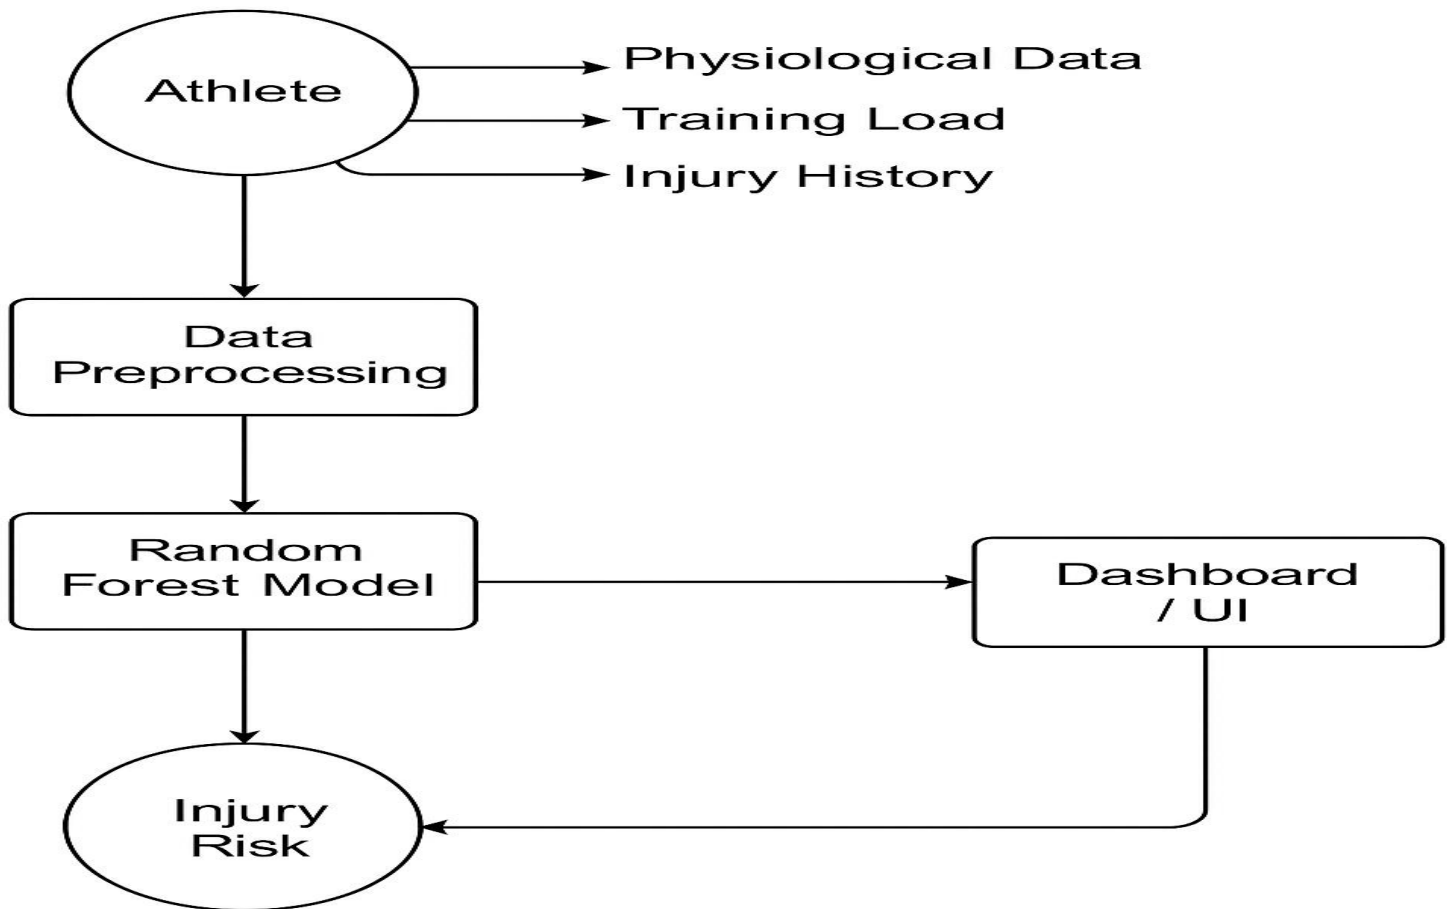 Athlete
Physiological Data
Training Load
Injury History
Data
Preprocessing
Random
Forest Model
Dashboard
/ UI
Injury
Risk